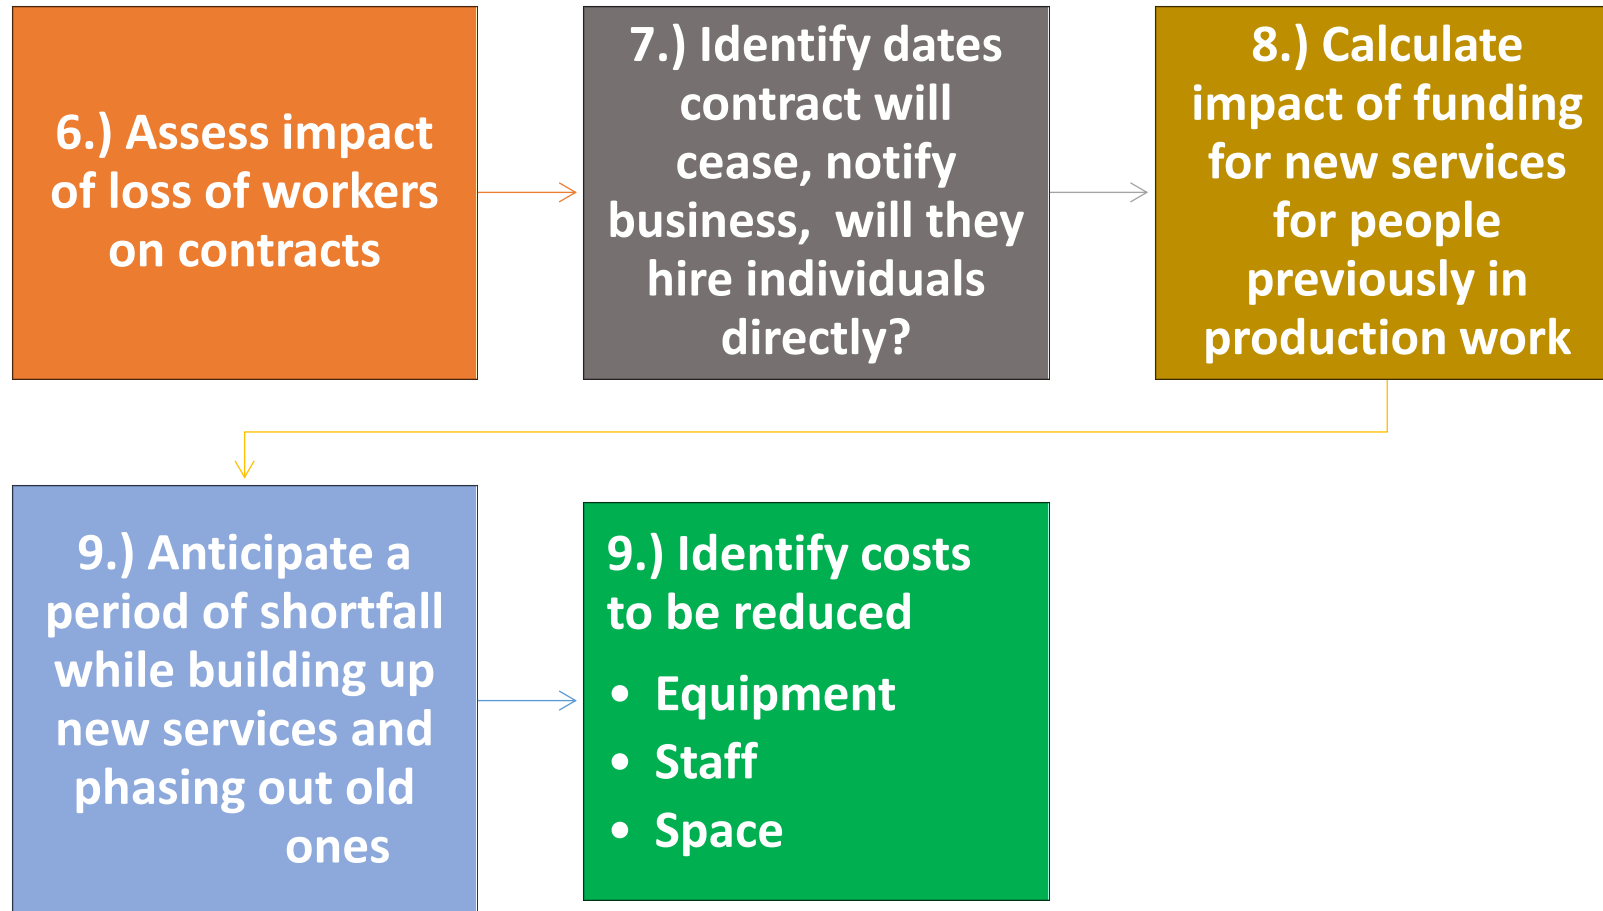 6.) Assess impact
of loss of workers
on contracts
7.) Identify dates
contract will
cease, notify
business,  will they
hire individuals
directly?
8.) Calculate
impact of funding
for new services
for people
previously in
production work
9.) Anticipate a
period of shortfall
while building up
new services and
phasing out old
ones
9.) Identify costs
to be reduced
• Equipment
• Staff
• Space